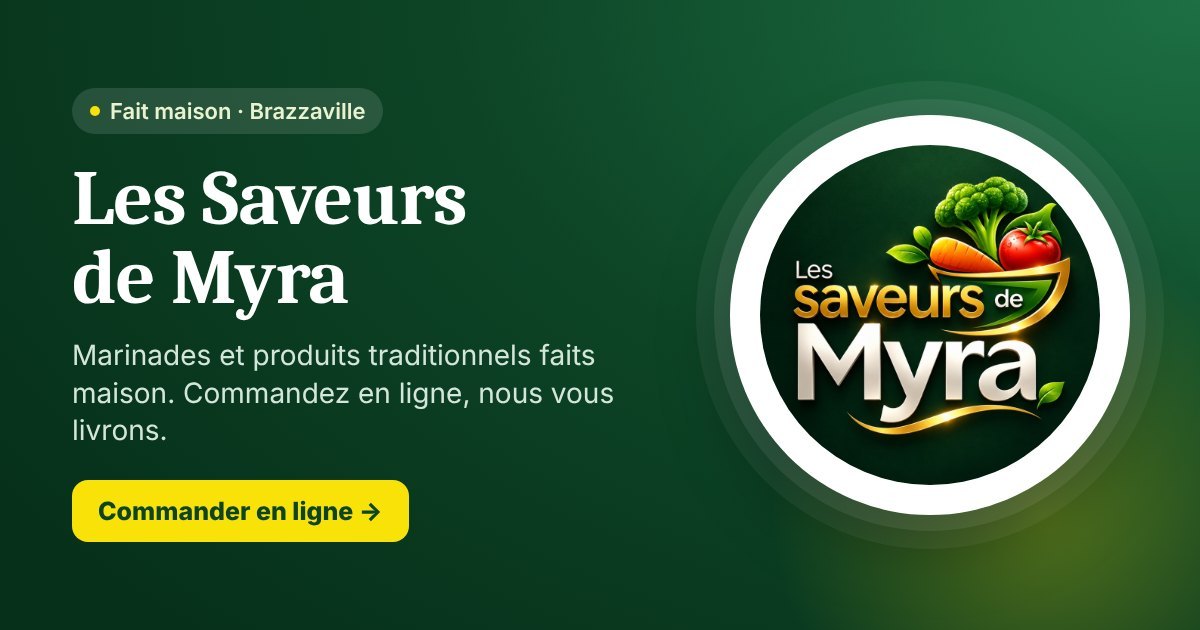 Fait maison · Brazzaville
Les Saveurs
de Myra
Marinades et produits traditionnels faits
maison. Commandez en ligne, nous vous
livrons.
Commander en ligne →
Les
saveurs de
Myra